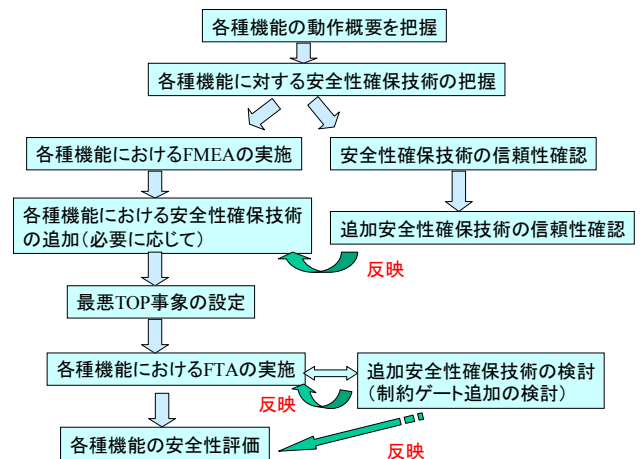 各種機能の動作概要を把握
各種機能に対する安全性確保技術の把握
各種機能におけるFMEAの実施
安全性確保技術の信頼性確認
各種機能における安全性確保技術
の追加(必要に応じて)
追加安全性確保技術の信頼性確認
反映
最悪TOP事象の設定
各種機能におけるFTAの実施
追加安全性確保技術の検討
(制約ゲート追加の検討)
反映
各種機能の安全性評価
反映